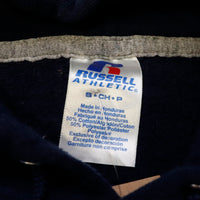 RUSSELL
ATHLETIC®
S•CH•P
Made in Honduras
Hecho en Honduras
Fabriqué au Honduras
50% Cotton/Algodon/Coton
50% Polyester/Poliester
Polyester
Exclusive of Decoration
Excepto decoración
Garniture non comprise